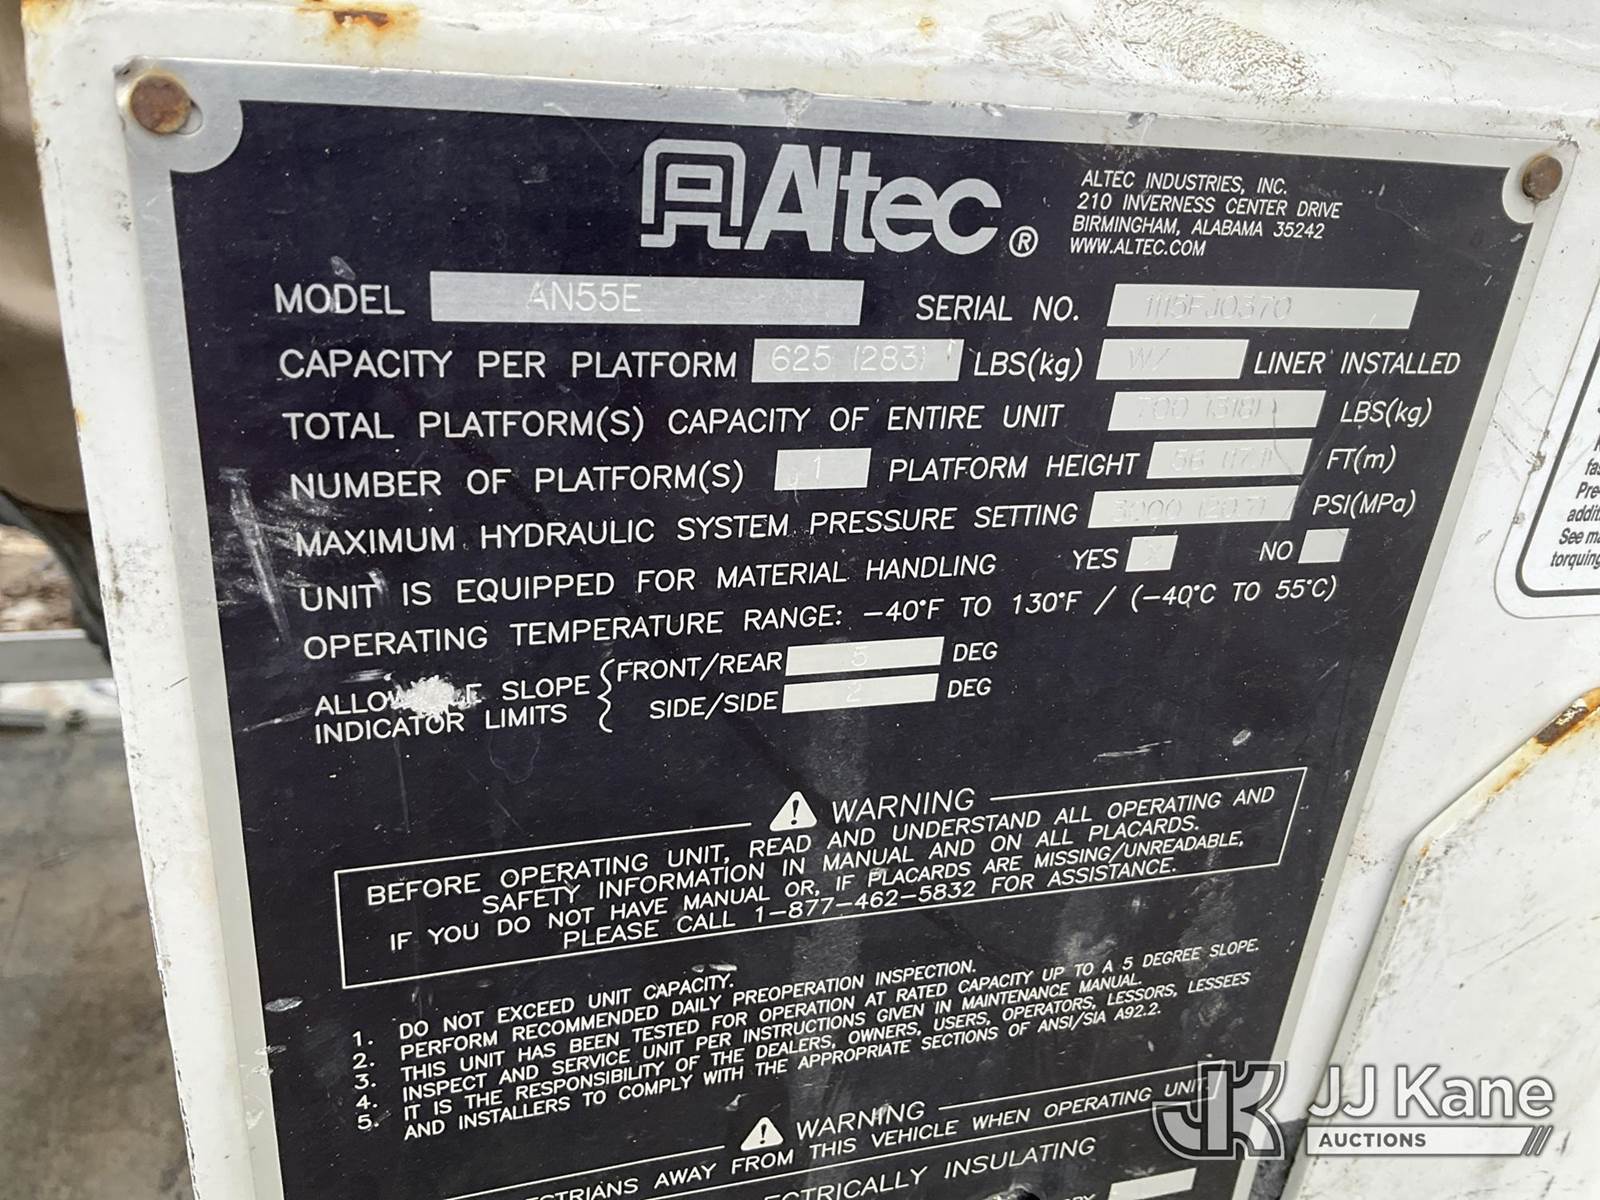 Altec®
ALTEC INDUSTRIES, INC.
210 INVERNESS CENTER DRIVE
BIRMINGHAM, ALABAMA 35242
WWW.ALTEC.COM
MODEL AN55E SERIAL NO. 1115FJ0370
CAPACITY PER PLATFORM 625 (283) LBS(kg) W/ LINER INSTALLED
TOTAL PLATFORM(S) CAPACITY OF ENTIRE UNIT 700 (318) LBS(kg)
NUMBER OF PLATFORM(S) 1 PLATFORM HEIGHT FT(m)
MAXIMUM HYDRAULIC SYSTEM PRESSURE SETTING 3000 (20.7) PSI(MPa)
UNIT IS EQUIPPED FOR MATERIAL HANDLING YES NO
OPERATING TEMPERATURE RANGE: -40°F TO 130°F / (-40°C TO 55°C)
SLOPE FRONT/REAR 5 DEG
INDICATOR LIMITS SIDE/SIDE 2 DEG
WARNING
BEFORE OPERATING UNIT, READ AND UNDERSTAND ALL OPERATING AND
SAFETY INFORMATION IN MANUAL AND ON ALL PLACARDS.
IF YOU DO NOT HAVE MANUAL OR, IF PLACARDS ARE MISSING/UNREADABLE,
PLEASE CALL 1-877-462-5832 FOR ASSISTANCE.
1. DO NOT EXCEED UNIT CAPACITY.
2. PERFORM RECOMMENDED DAILY PREOPERATION INSPECTION.
3. THIS UNIT HAS BEEN TESTED FOR OPERATION AT RATED CAPACITY UP TO A 5 DEGREE SLOPE.
4. INSPECT AND SERVICE UNIT PER INSTRUCTIONS GIVEN IN MAINTENANCE MANUAL.
5. IT IS THE RESPONSIBILITY OF THE DEALERS, OWNERS, USERS, OPERATORS, LESSORS, LESSEES
AND INSTALLERS TO COMPLY WITH THE APPROPRIATE SECTIONS OF ANSI/SIA A92.2.
WARNING
AWAY FROM THIS VEHICLE WHEN OPERATING UNIT.
INSULATING
See
torquing
JJ Kane
AUCTIONS